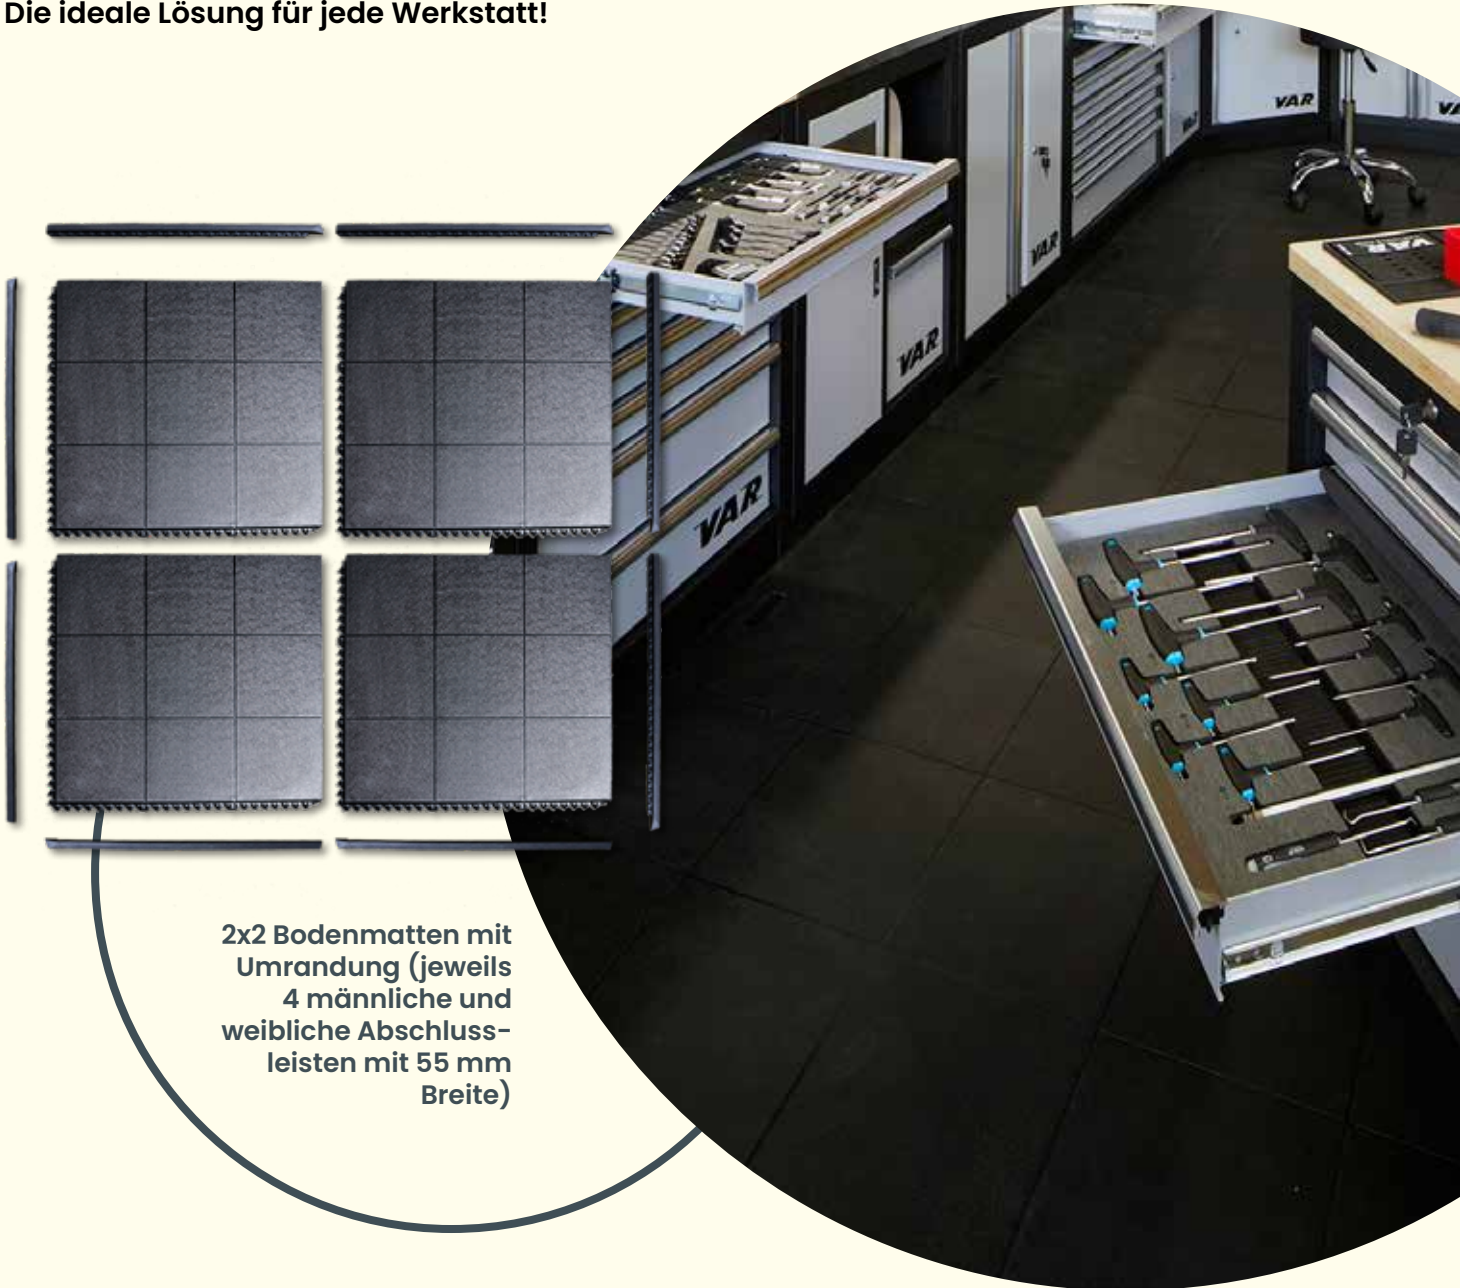 Die ideale Lösung für jede Werkstatt!
VAR
VAR
VAR
VAR
VAR
VAR
2x2 Bodenmatten mit
Umrandung (jeweils
4 männliche und
weibliche Abschluss-
leisten mit 55 mm
Breite)